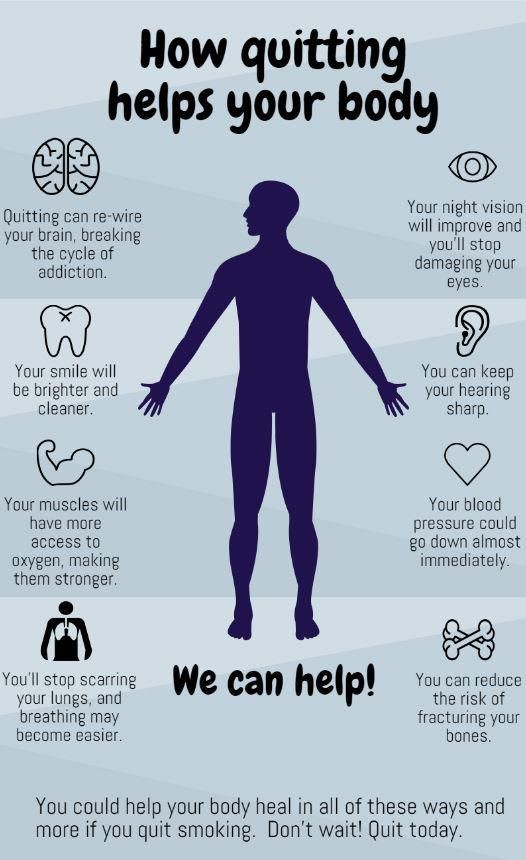 How quitting
helps your body
Quitting can re-wire
your brain, breaking
the cycle of
addiction.
Your night vision
will improve and
you'll stop
damaging your
eyes.
Your smile will
be brighter and
cleaner.
You can keep
your hearing
sharp.
Your muscles will
have more
access to
oxygen, making
them stronger.
Your blood
pressure could
go down almost
immediately.
You'll stop scarring
your lungs, and
breathing may
become easier.
We can help!
You can reduce
the risk of
fracturing your
bones.
You could help your body heal in all of these ways and
more if you quit smoking.  Don't wait! Quit today.